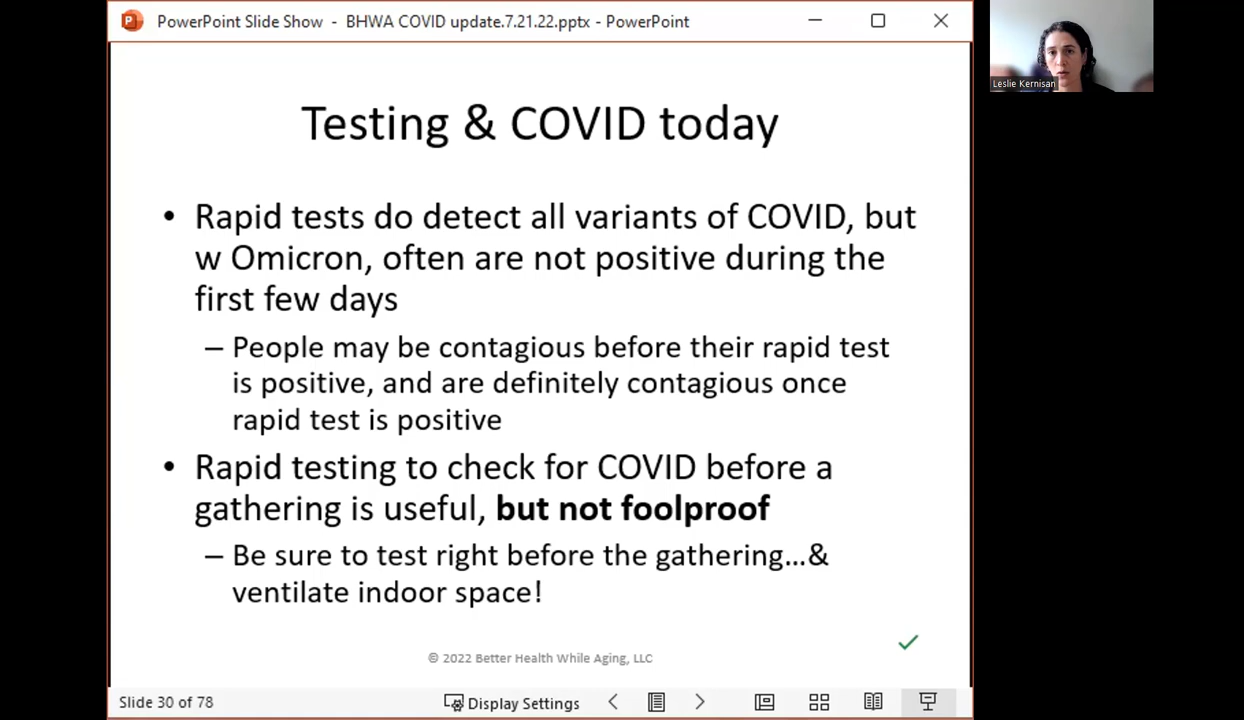 PowerPoint Slide Show - BHWA COVID update.7.21.22.pptx - PowerPoint
Leslie Kernisan
Testing & COVID today
• Rapid tests do detect all variants of COVID, but
w Omicron, often are not positive during the
first few days
– People may be contagious before their rapid test
is positive, and are definitely contagious once
rapid test is positive
• Rapid testing to check for COVID before a
gathering is useful, but not foolproof
– Be sure to test right before the gathering...&
ventilate indoor space!
© 2022 Better Health While Aging, LLC
Slide 30 of 78
Display Settings